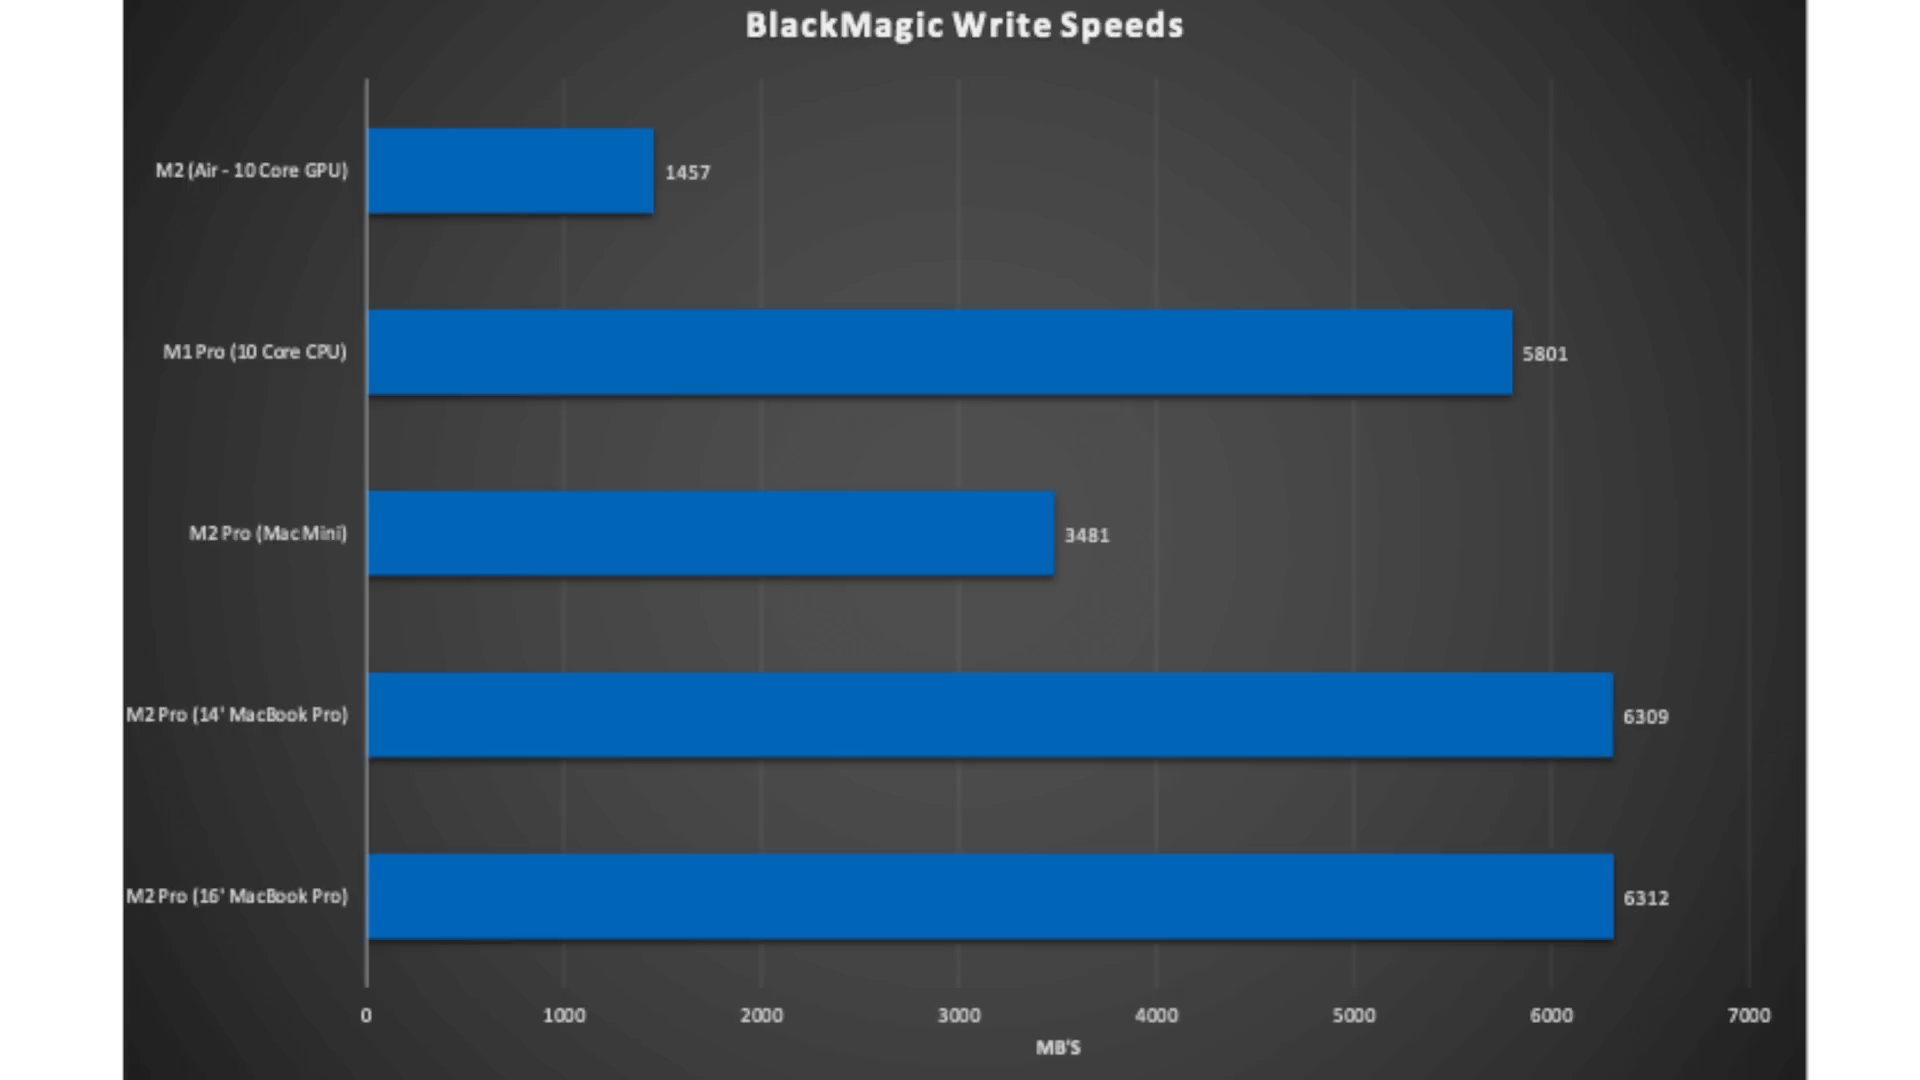 BlackMagic Write Speeds
M2 (Air - 10 Core GPU)
1457
M1 Pro (10 Core CPU)
5801
M2 Pro (Mac Mini)
3481
M2 Pro (14' MacBook Pro)
6309
M2 Pro (16' MacBook Pro)
6312
0 1000 2000 3000 4000 5000 6000 7000
MB'S